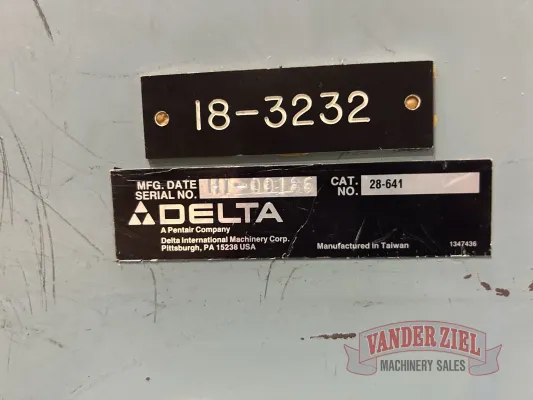 18-3232
MFG. DATE
SERIAL NO.
CAT. NO.
28-641
DELTA
A Pentair Company
Delta International Machinery Corp.
Pittsburgh, PA 15238 USA
Manufactured in Taiwan
1347436
VANDER ZIEL
MACHINERY SALES